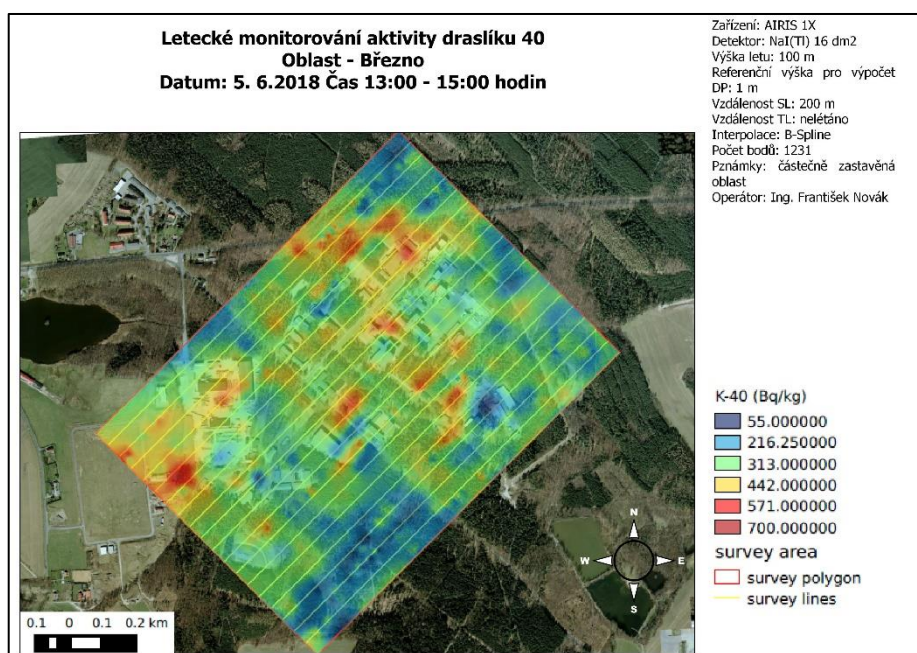 Letecké monitorování aktivity draslíku 40
Oblast - Březno
Datum: 5. 6.2018 Čas 13:00 - 15:00 hodin
Zařízení: AIRIS 1X
Detektor: NaI(Tl) 16 dm2
Výška letu: 100 m
Referenční výška pro výpočet
DP: 1 m
Vzdálenost SL: 200 m
Vzdálenost TL: nelétáno
Interpolace: B-Spline
Počet bodů: 1231
Pznámky: částečně zastavěná
oblast
Operátor: Ing. František Novák
K-40 (Bq/kg)
55.000000
216.250000
313.000000
442.000000
571.000000
700.000000
survey area
survey polygon
survey lines
N
W E
S
0.1 0 0.1 0.2 km